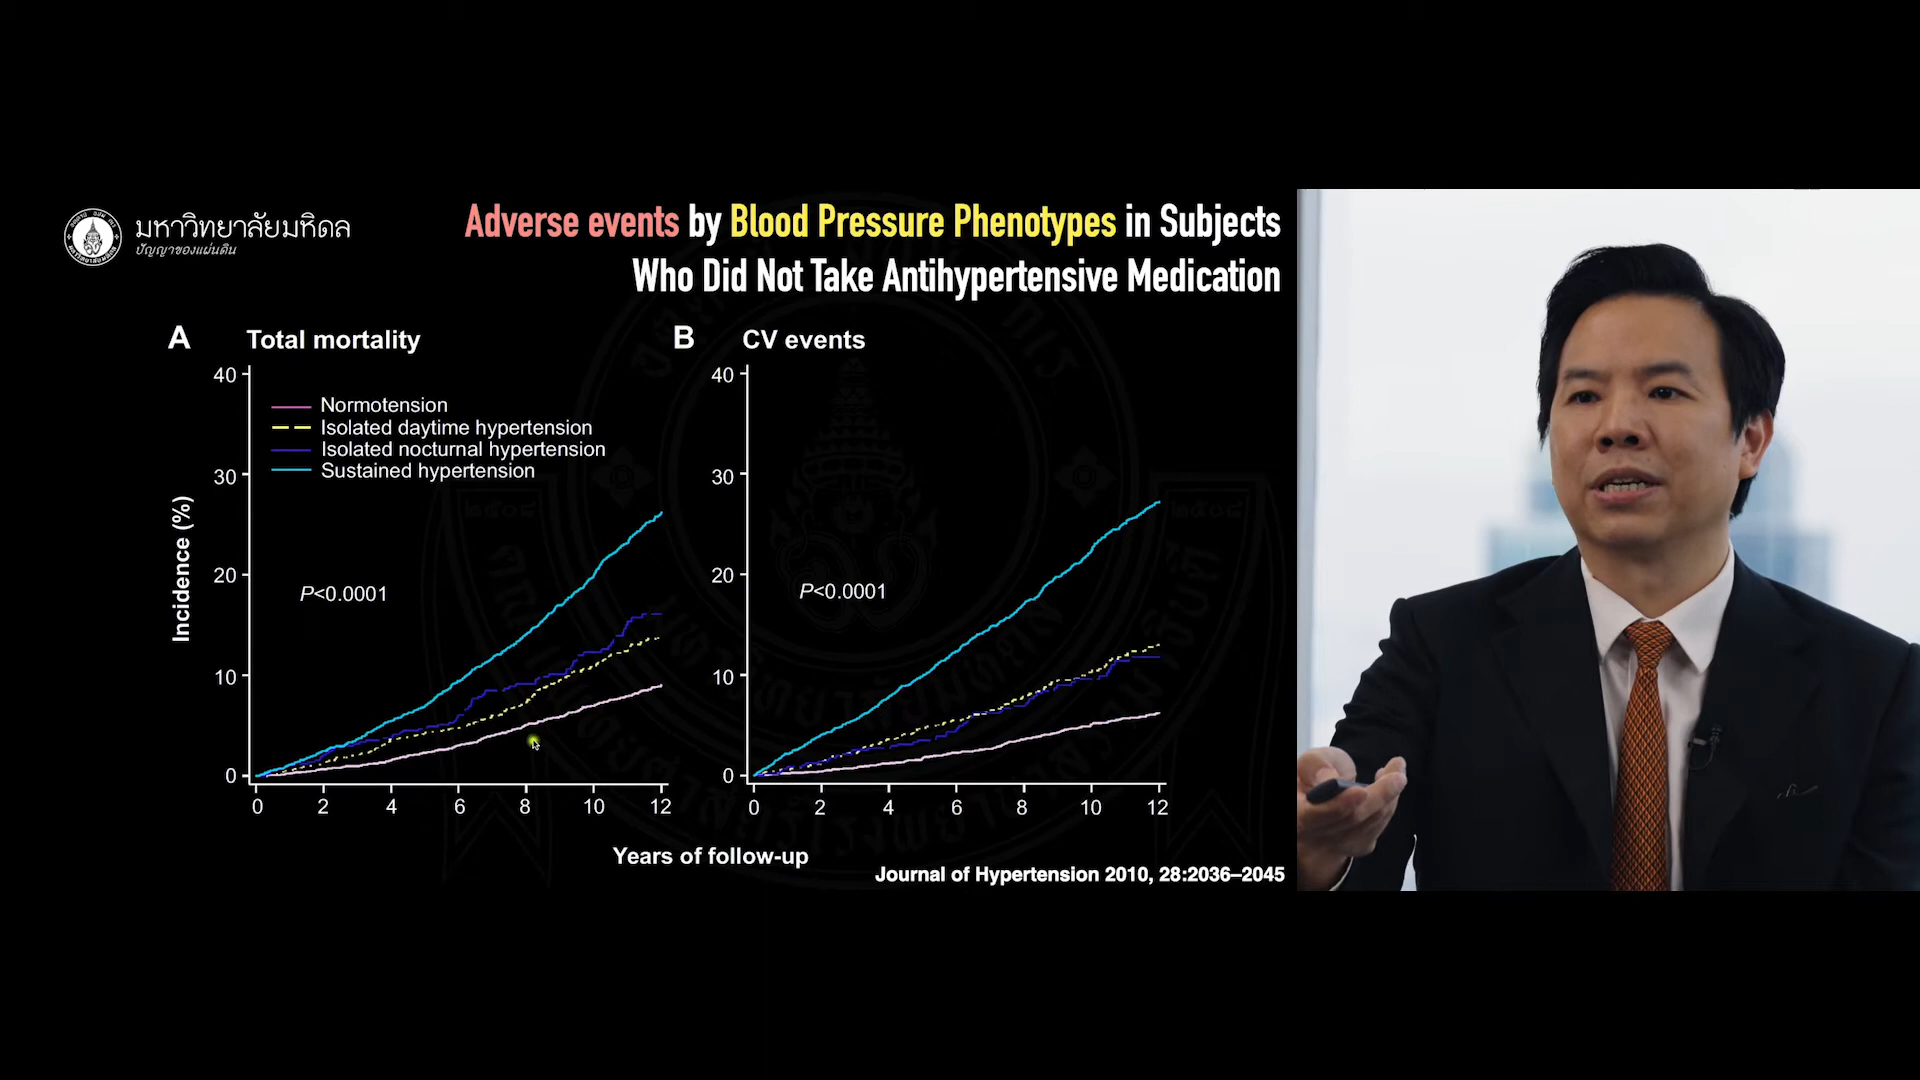 มหาวิทยาลัยมหิดล
ปัญญาของแผ่นดิน
Adverse events by Blood Pressure Phenotypes in Subjects
Who Did Not Take Antihypertensive Medication
A Total mortality
40
30
20
10
0
Incidence (%)
Normotension
Isolated daytime hypertension
Isolated nocturnal hypertension
Sustained hypertension
P<0.0001
0 2 4 6 8 10 12
B CV events
40
30
20
10
0
P<0.0001
0 2 4 6 8 10 12
Years of follow-up
Journal of Hypertension 2010, 28:2036–2045